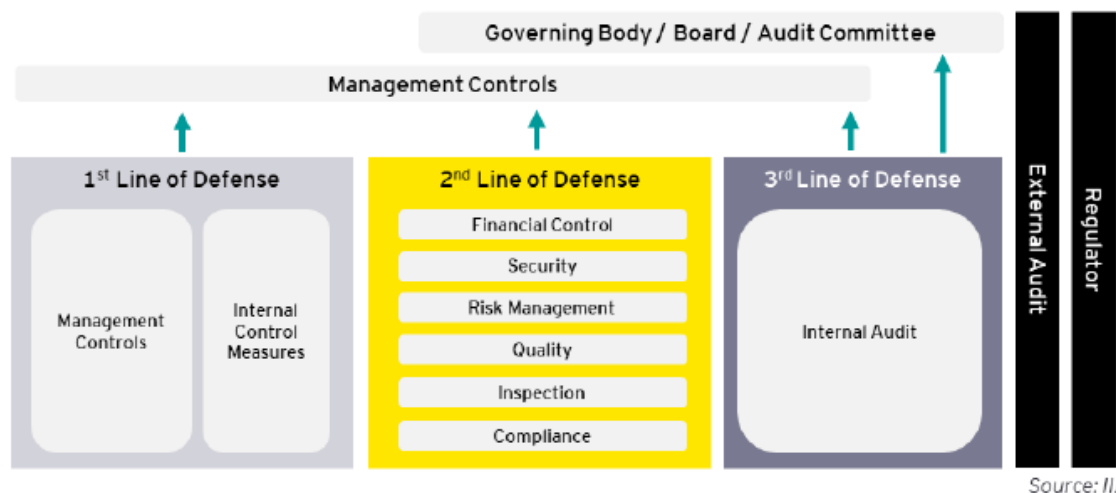 Governing Body / Board / Audit Committee
Management Controls
1st Line of Defense
Management
Controls
Internal
Control
Measures
2nd Line of Defense
Financial Control
Security
Risk Management
Quality
Inspection
Compliance
3rd Line of Defense
Internal Audit
External Audit
Regulator
Source: